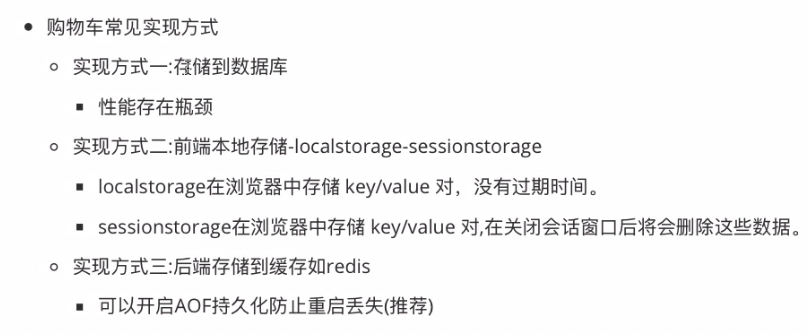 购物车常见实现方式
实现方式一:存储到数据库
性能存在瓶颈
实现方式二:前端本地存储-localstorage-sessionstorage
localstorage在浏览器中存储 key/value 对，没有过期时间。
sessionstorage在浏览器中存储 key/value 对,在关闭会话窗口后将会删除这些数据。
实现方式三:后端存储到缓存如redis
可以开启AOF持久化防止重启丢失(推荐)